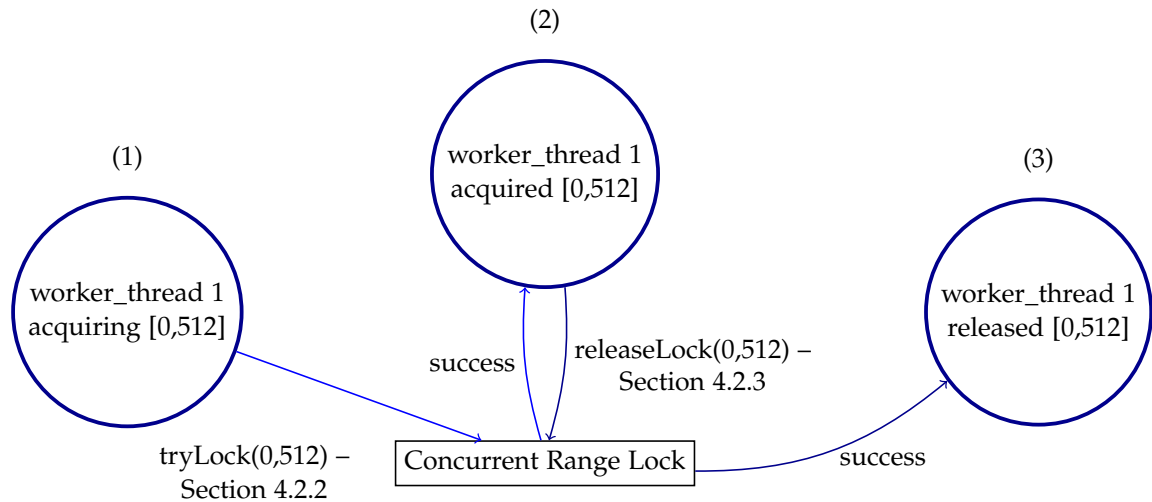 (1)
worker_thread 1
acquiring [0,512]
tryLock(0,512) –
Section 4.2.2
(2)
worker_thread 1
acquired [0,512]
success
releaseLock(0,512) –
Section 4.2.3
Concurrent Range Lock
success
(3)
worker_thread 1
released [0,512]